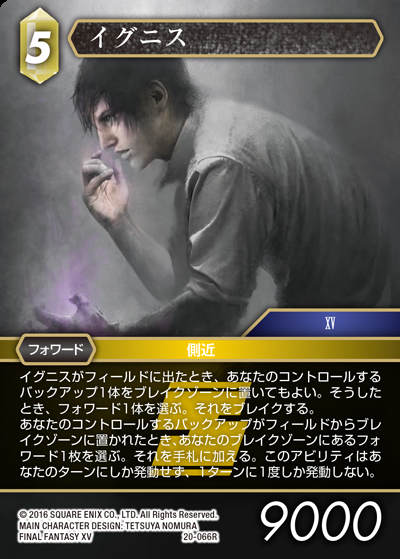 5
イグニス
XV
フォワード
側近
イグニスがフィールドに出たとき、あなたのコントロールする
バックアップ1体をブレイクゾーンに置いてもよい。そうした
とき、フォワード1体を選ぶ。それをブレイクする。
あなたのコントロールするバックアップがフィールドからブレ
イクゾーンに置かれたとき、あなたのブレイクゾーンにあるフォ
ワード1枚を選ぶ。それを手札に加える。このアビリティはあ
なたのターンにしか発動せず、1ターンに1度しか発動しない。
© 2016 SQUARE ENIX CO., LTD. All Rights Reserved.
MAIN CHARACTER DESIGN: TETSUYA NOMURA
FINAL FANTASY XV
20-066R
9000